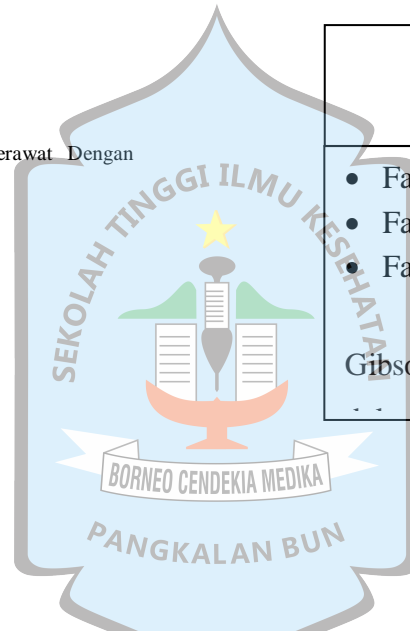 erawat Dengan
• Fa
• Fa
• Fa
Gibso
SEKOLAH TINGGI ILMU KESEHATAN
BORNEO CENDEKIA MEDIKA
PANGKALAN BUN